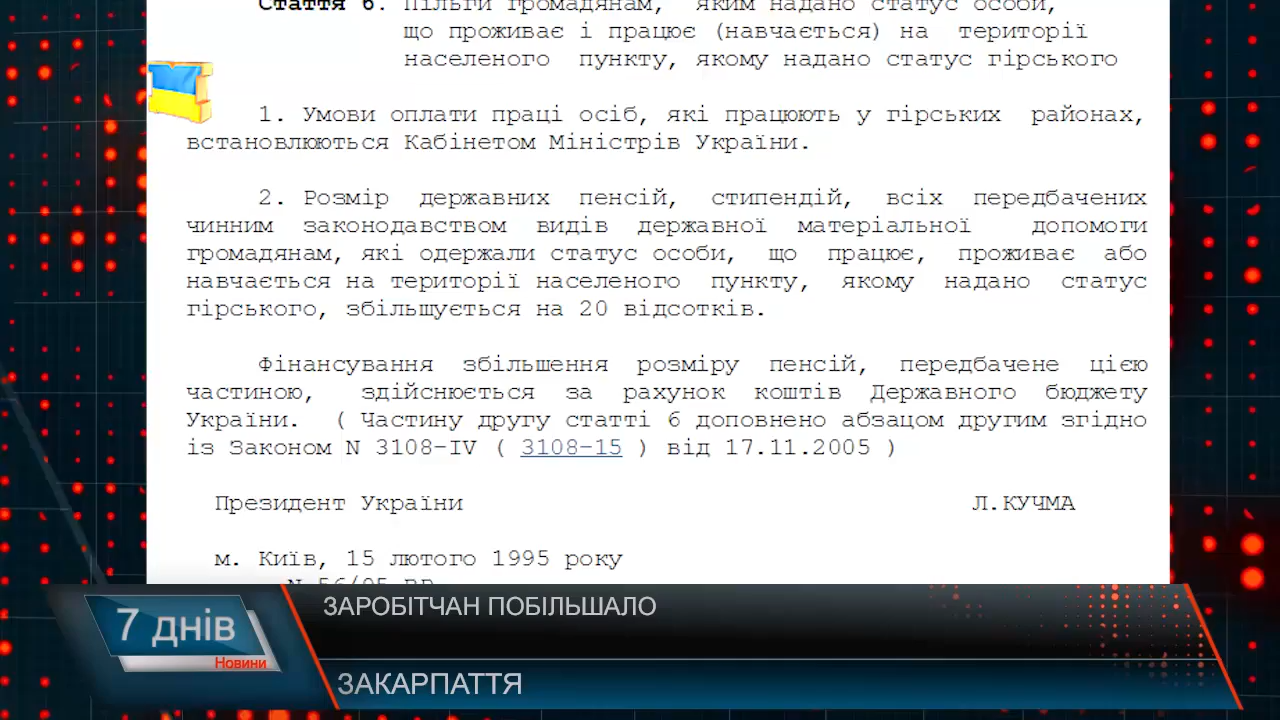 Стаття 6. Пільги громадянам, яким надано статус особи,
що проживає і працює (навчається) на території
населеного пункту, якому надано статус гірського
1. Умови оплати праці осіб, які працюють у гірських районах,
встановлюються Кабінетом Міністрів України.
2. Розмір державних пенсій, стипендій, всіх передбачених
чинним законодавством видів державної матеріальної допомоги
громадянам, які одержали статус особи, що працює, проживає або
навчається на території населеного пункту, якому надано статус
гірського, збільшується на 20 відсотків.
Фінансування збільшення розміру пенсій, передбачене цією
частиною, здійснюється за рахунок коштів Державного бюджету
України. ( Частину другу статті 6 доповнено абзацом другим згідно
із Законом N 3108-IV ( 3108-15 ) від 17.11.2005 )
Президент України Л.КУЧМА
м. Київ, 15 лютого 1995 року
N 56/95-ВР
ЗАРОБІТЧАН ПОБІЛЬШАЛО
7 днів
Новини
ЗАКАРПАТТЯ